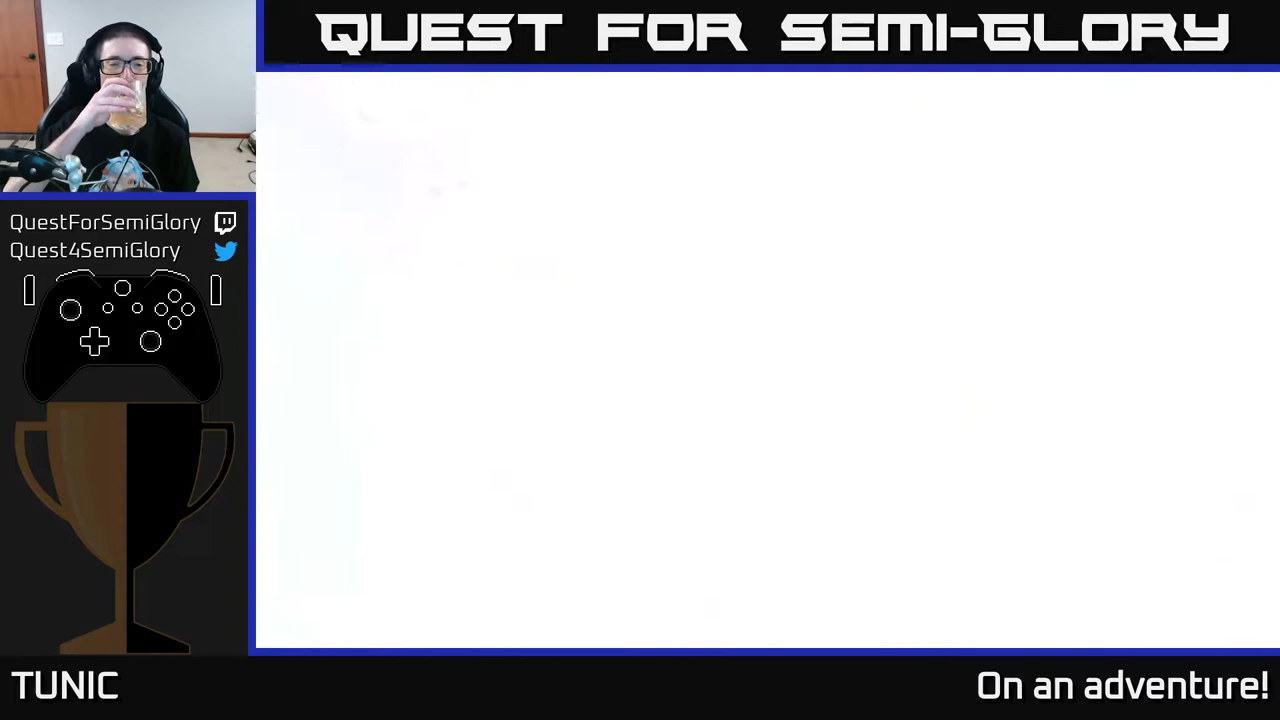 QUEST FOR SEMI-GLORY
QuestForSemiGlory
Quest4SemiGlory
TUNIC
On an adventure!